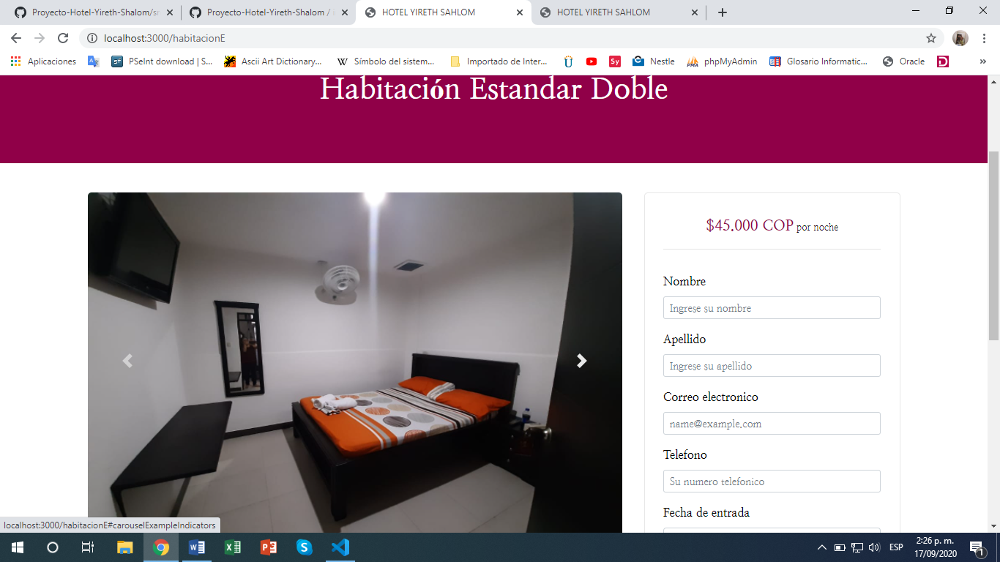 Proyecto-Hotel-Yireth-Shalom/sr
Proyecto-Hotel-Yireth-Shalom /
HOTEL YIRETH SAHLOM
HOTEL YIRETH SAHLOM
localhost:3000/habitacionE
Aplicaciones
PSeInt download | S...
Ascii Art Dictionary...
Símbolo del sistem...
Importado de Inter...
Nestle
phpMyAdmin
Glosario Informatic...
Oracle
»
Habitación Estandar Doble
$45.000 COP por noche
Nombre
Ingrese su nombre
Apellido
Ingrese su apellido
Correo electronico
name@example.com
Telefono
Su numero telefonico
Fecha de entrada
localhost:3000/habitacionE#carouselExampleIndicators
ESP
2:26 p. m.
17/09/2020
1